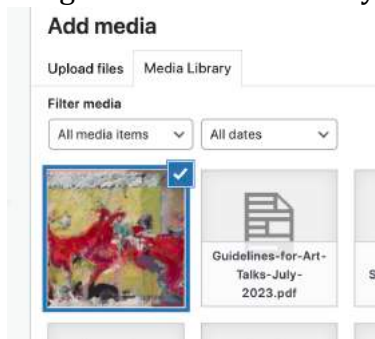 Add media
Upload files Media Library
Filter media
All media items All dates
Guidelines-for-Art-
Talks-July-
2023.pdf